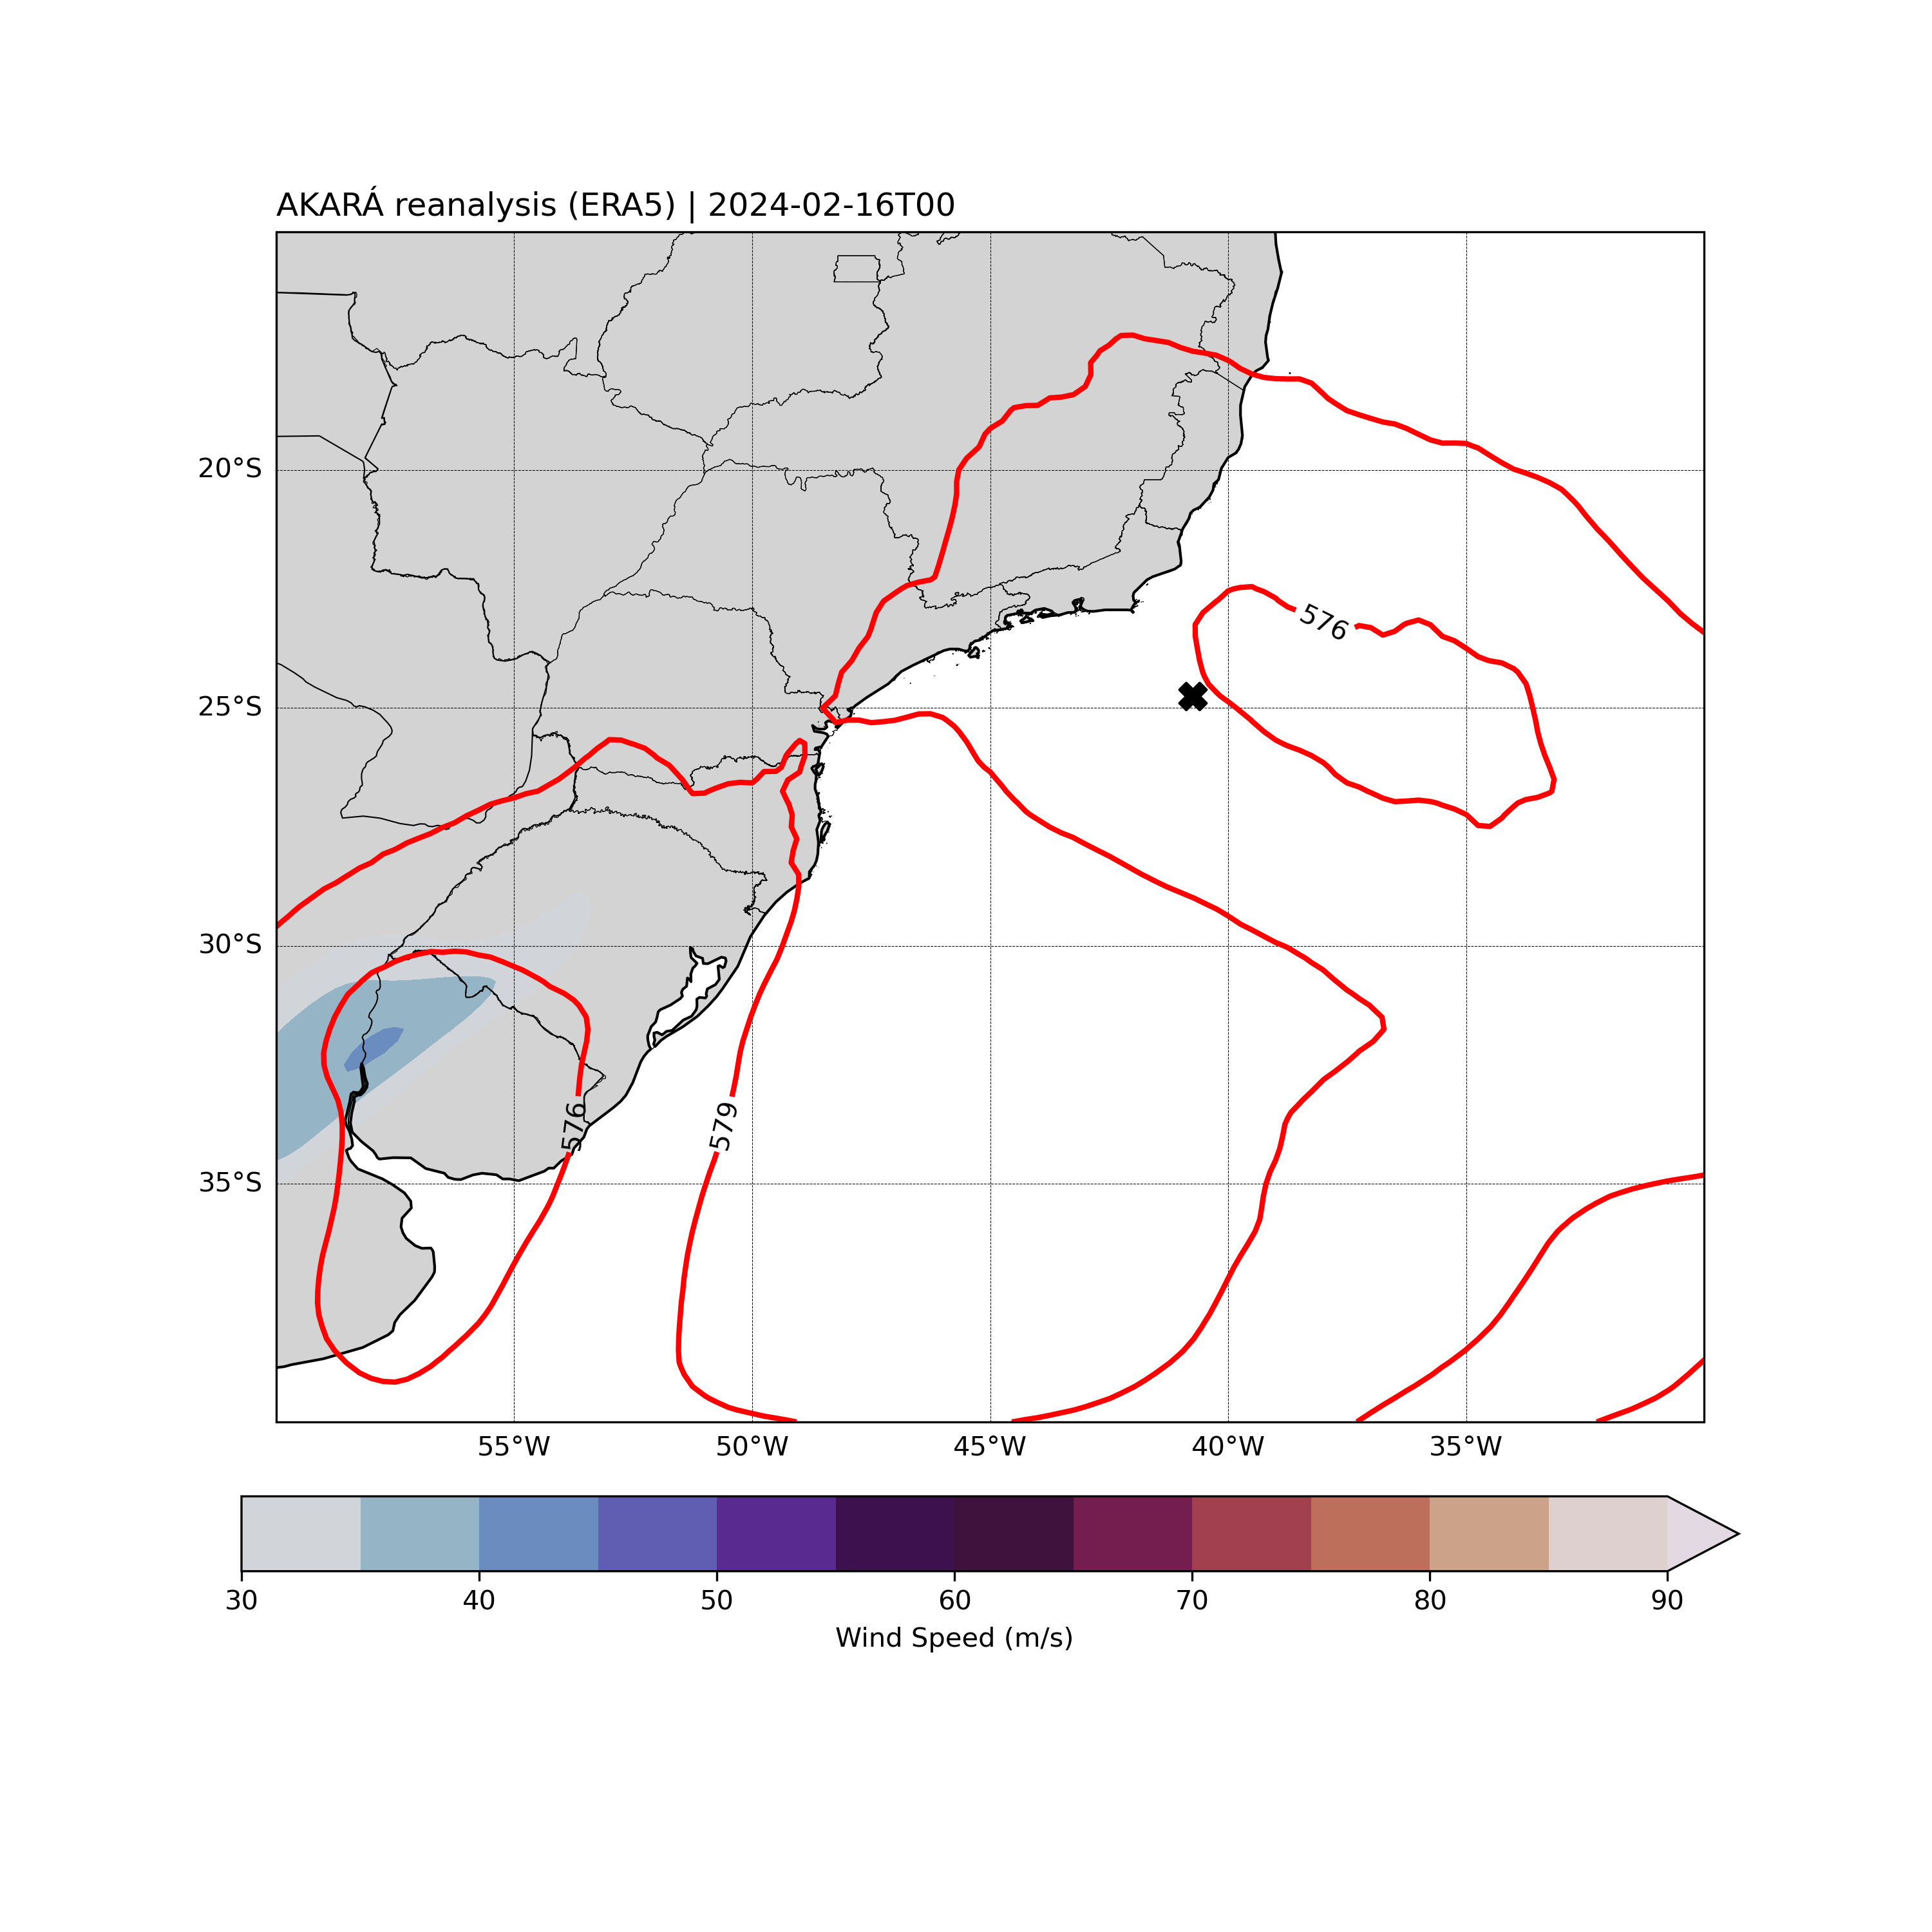 AKARÁ reanalysis (ERA5) | 2024-02-16T00
576
20°S
25°S
30°S
576
579
35°S
55°W 50°W 45°W 40°W 35°W
30 40 50 60 70 80 90
Wind Speed (m/s)